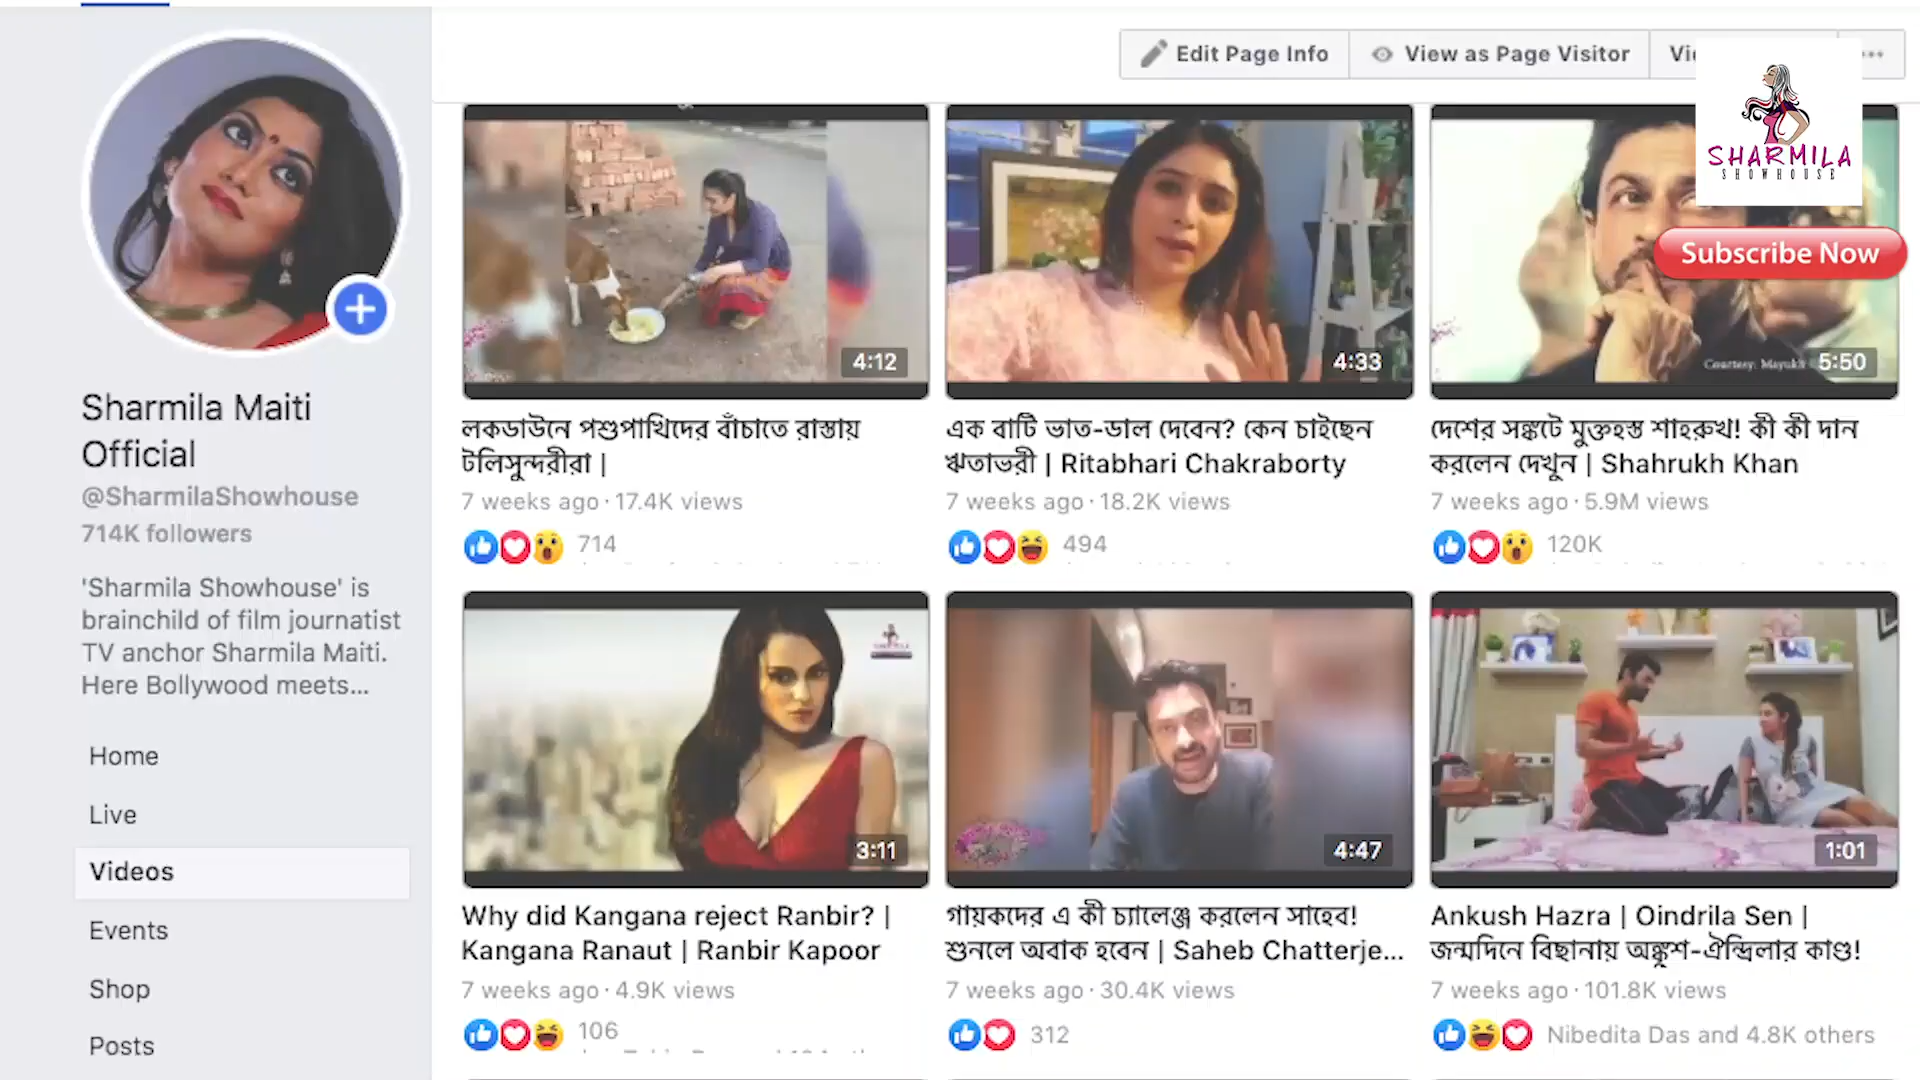 Edit Page Info
View as Page Visitor
SHARMILA
SHOWHOUSE
Subscribe Now
Sharmila Maiti
Official
@SharmilaShowhouse
714K followers
'Sharmila Showhouse' is
brainchild of film journatist
TV anchor Sharmila Maiti.
Here Bollywood meets...
Home
Live
Videos
Events
Shop
Posts
4:12
লকডাউনে পশুপাখিদের বাঁচাতে রাস্তায়
টলিসুন্দরীরা |
7 weeks ago · 17.4K views
714
4:33
এক বাটি ভাত-ডাল দেবেন? কেন চাইছেন
ঋতাভরী | Ritabhari Chakraborty
7 weeks ago · 18.2K views
494
Courtesy: Mayukh
5:50
দেশের সঙ্কটে মুক্তহস্ত শাহরুখ! কী কী দান
করলেন দেখুন | Shahrukh Khan
7 weeks ago · 5.9M views
120K
3:11
Why did Kangana reject Ranbir? |
Kangana Ranaut | Ranbir Kapoor
7 weeks ago · 4.9K views
106
4:47
গায়কদের এ কী চ্যালেঞ্জ করলেন সাহেব!
শুনলে অবাক হবেন | Saheb Chatterje...
7 weeks ago · 30.4K views
312
1:01
Ankush Hazra | Oindrila Sen |
জন্মদিনে বিছানায় অঙ্কুশ-ঐন্দ্রিলার কাণ্ড!
7 weeks ago · 101.8K views
Nibedita Das and 4.8K others